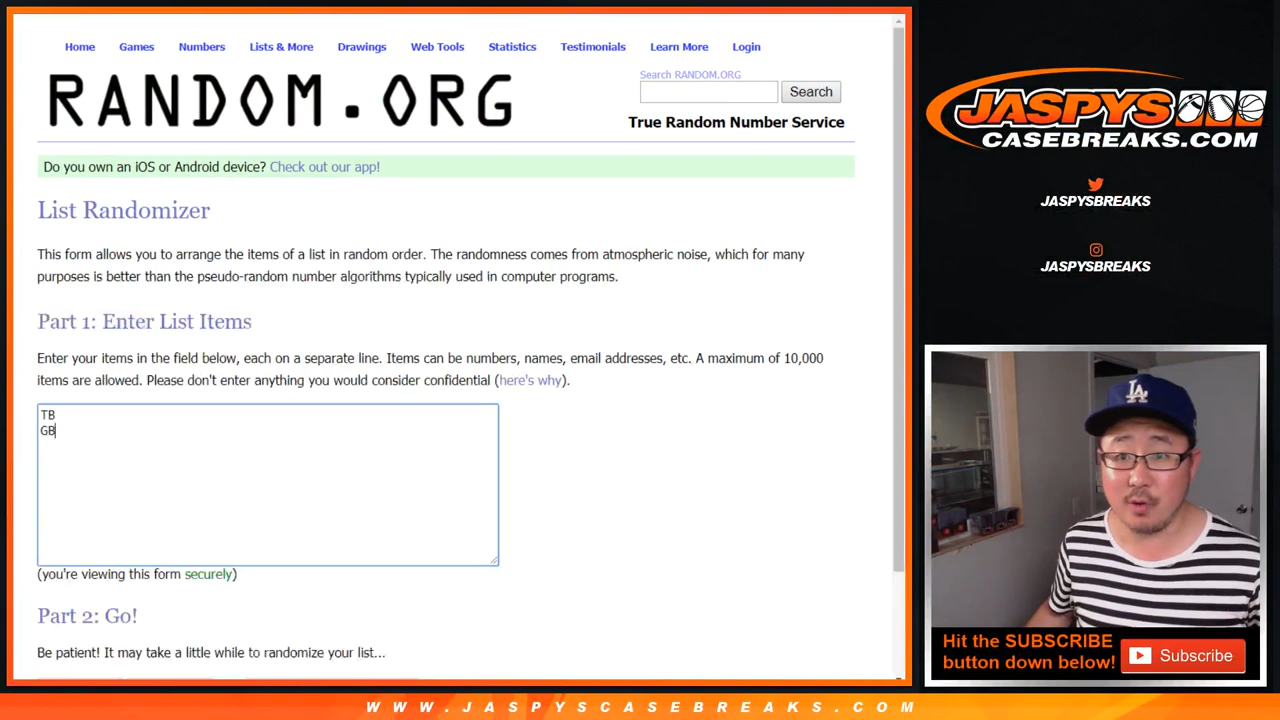 Home Games Numbers Lists & More Drawings Web Tools Statistics Testimonials Learn More Login
RANDOM.ORG
Search RANDOM.ORG
Search
True Random Number Service
Do you own an iOS or Android device? Check out our app!
List Randomizer
This form allows you to arrange the items of a list in random order. The randomness comes from atmospheric noise, which for many
purposes is better than the pseudo-random number algorithms typically used in computer programs.
Part 1: Enter List Items
Enter your items in the field below, each on a separate line. Items can be numbers, names, email addresses, etc. A maximum of 10,000
items are allowed. Please don't enter anything you would consider confidential (here's why).
TB
GB
(you're viewing this form securely)
Part 2: Go!
Be patient! It may take a little while to randomize your list...
JASPYS
CASEBREAKS.COM
JASPYSBREAKS
JASPYSBREAKS
LA
Hit the SUBSCRIBE
button down below!
Subscribe
WWW.JASPYSCASEBREAKS.COM